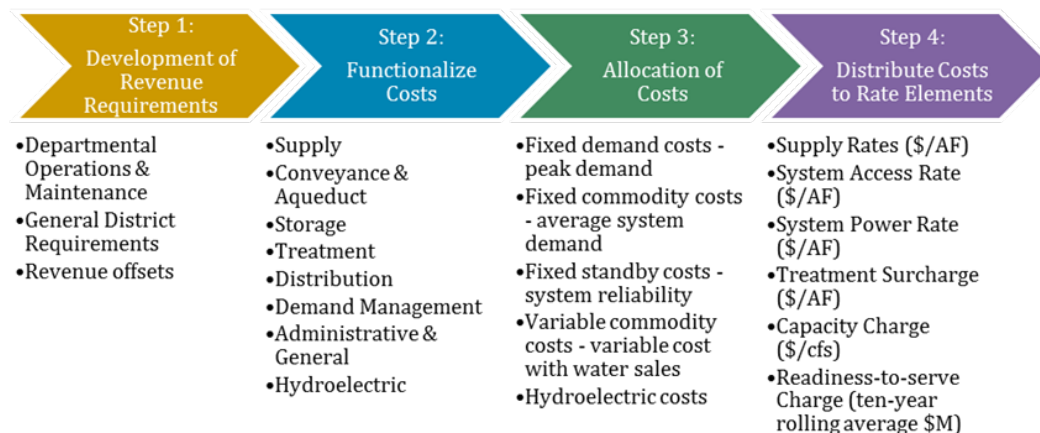 Step 1:
Development of
Revenue
Requirements
•Departmental
Operations &
Maintenance
•General District
Requirements
•Revenue offsets
Step 2:
Functionalize
Costs
•Supply
•Conveyance &
Aqueduct
•Storage
•Treatment
•Distribution
•Demand Management
•Administrative &
General
•Hydroelectric
Step 3:
Allocation of
Costs
•Fixed demand costs -
peak demand
•Fixed commodity costs
- average system
demand
•Fixed standby costs -
system reliability
•Variable commodity
costs - variable cost
with water sales
•Hydroelectric costs
Step 4:
Distribute Costs
to Rate Elements
•Supply Rates ($/AF)
•System Access Rate
($/AF)
•System Power Rate
($/AF)
•Treatment Surcharge
($/AF)
•Capacity Charge
($/cfs)
•Readiness-to-serve
Charge (ten-year
rolling average $M)